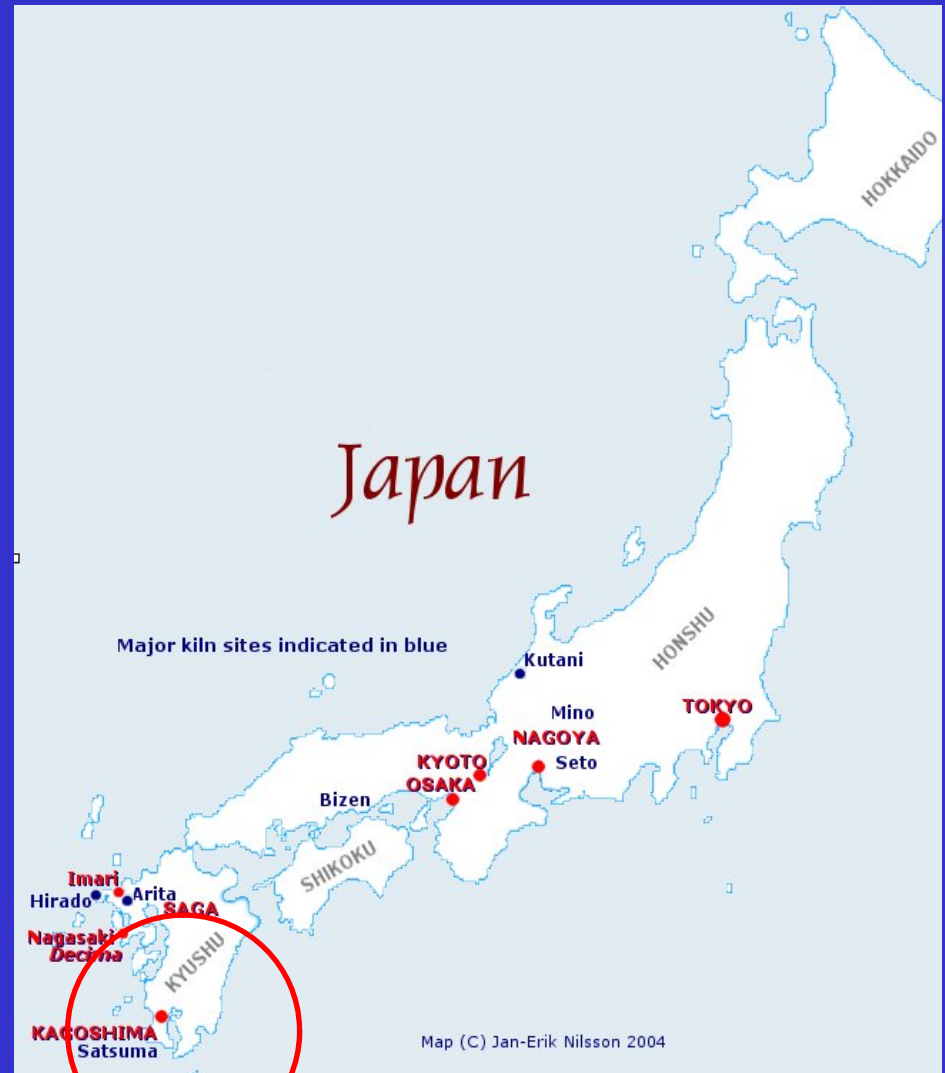 HOKKAIDO
Japan
Major kiln sites indicated in blue
HONSHU
Kutani
Mino
TOKYO
NAGOYA
KYOTO
Seto
OSAKA
Bizen
SHIKOKU
Imari
Hirado
Arita
SAGA
Nagasaki
Decima
KYUSHU
KAGOSHIMA
Satsuma
Map (C) Jan-Erik Nilsson 2004